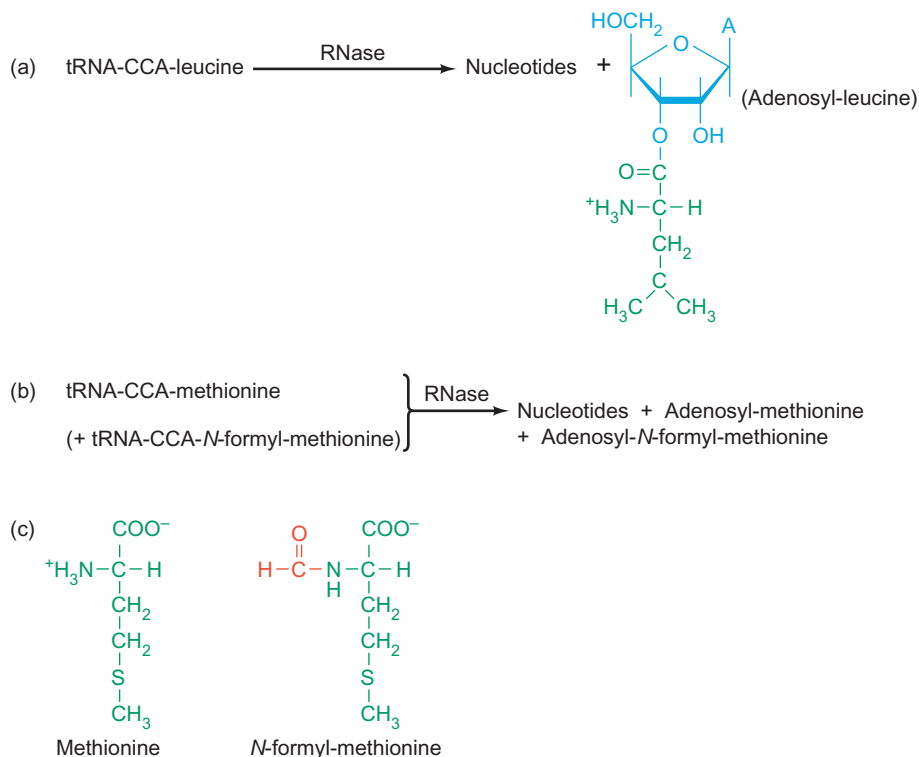 (a) tRNA-CCA-leucine RNase Nucleotides + (Adenosyl-leucine)
HOCH2 A
O
O OH
O=C
+H3N–C–H
CH2
C
H3C CH3
(b) tRNA-CCA-methionine
(+ tRNA-CCA-N-formyl-methionine)
RNase
Nucleotides + Adenosyl-methionine
+ Adenosyl-N-formyl-methionine
(c)
COO–
+H3N–C–H
CH2
CH2
S
CH3
Methionine
O
COO–
H–C–N–C–H
H
CH2
CH2
S
CH3
N-formyl-methionine